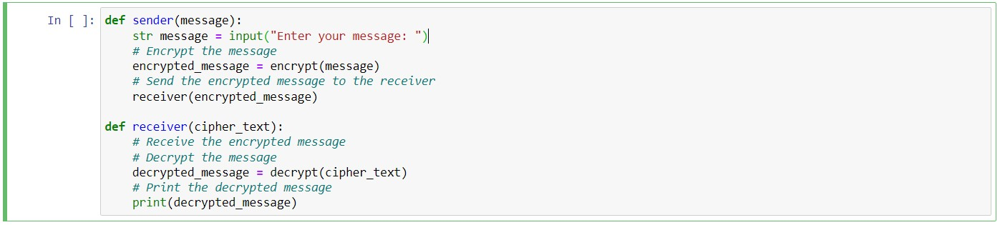 In [ ]: def sender(message):
    str message = input("Enter your message: ")
    # Encrypt the message
    encrypted_message = encrypt(message)
    # Send the encrypted message to the receiver
    receiver(encrypted_message)

def receiver(cipher_text):
    # Receive the encrypted message
    # Decrypt the message
    decrypted_message = decrypt(cipher_text)
    # Print the decrypted message
    print(decrypted_message)